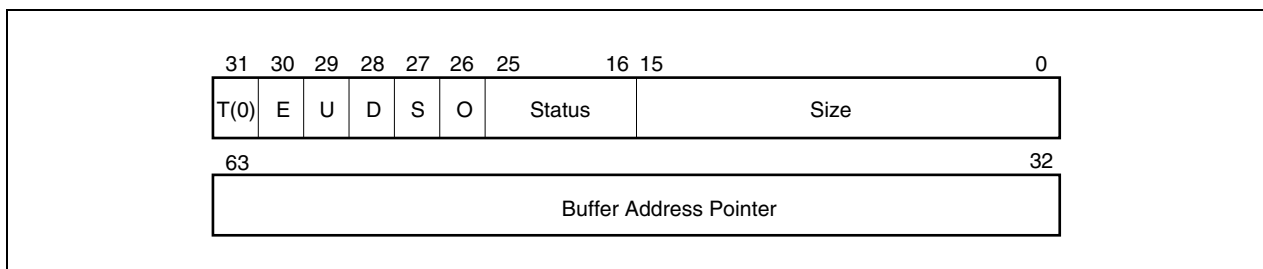 31 30 29 28 27 26 25 16 15 0
T(0) E U D S O Status Size
63 32
Buffer Address Pointer